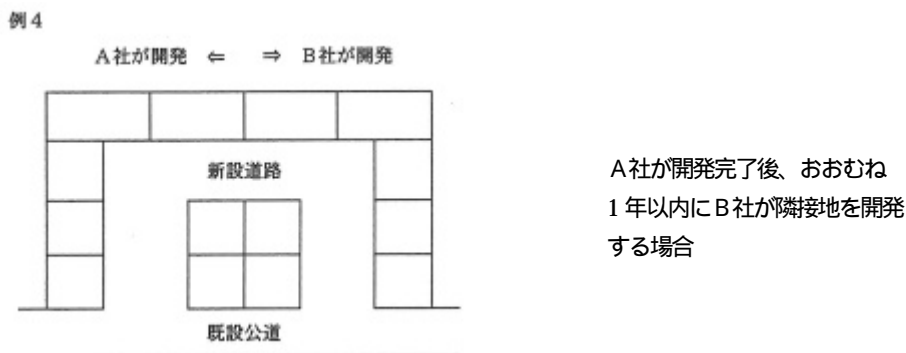 例4
A社が開発 ⇐ ⇒ B社が開発
新設道路
既設公道
A社が開発完了後、おおむね
1年以内にB社が隣接地を開発
する場合